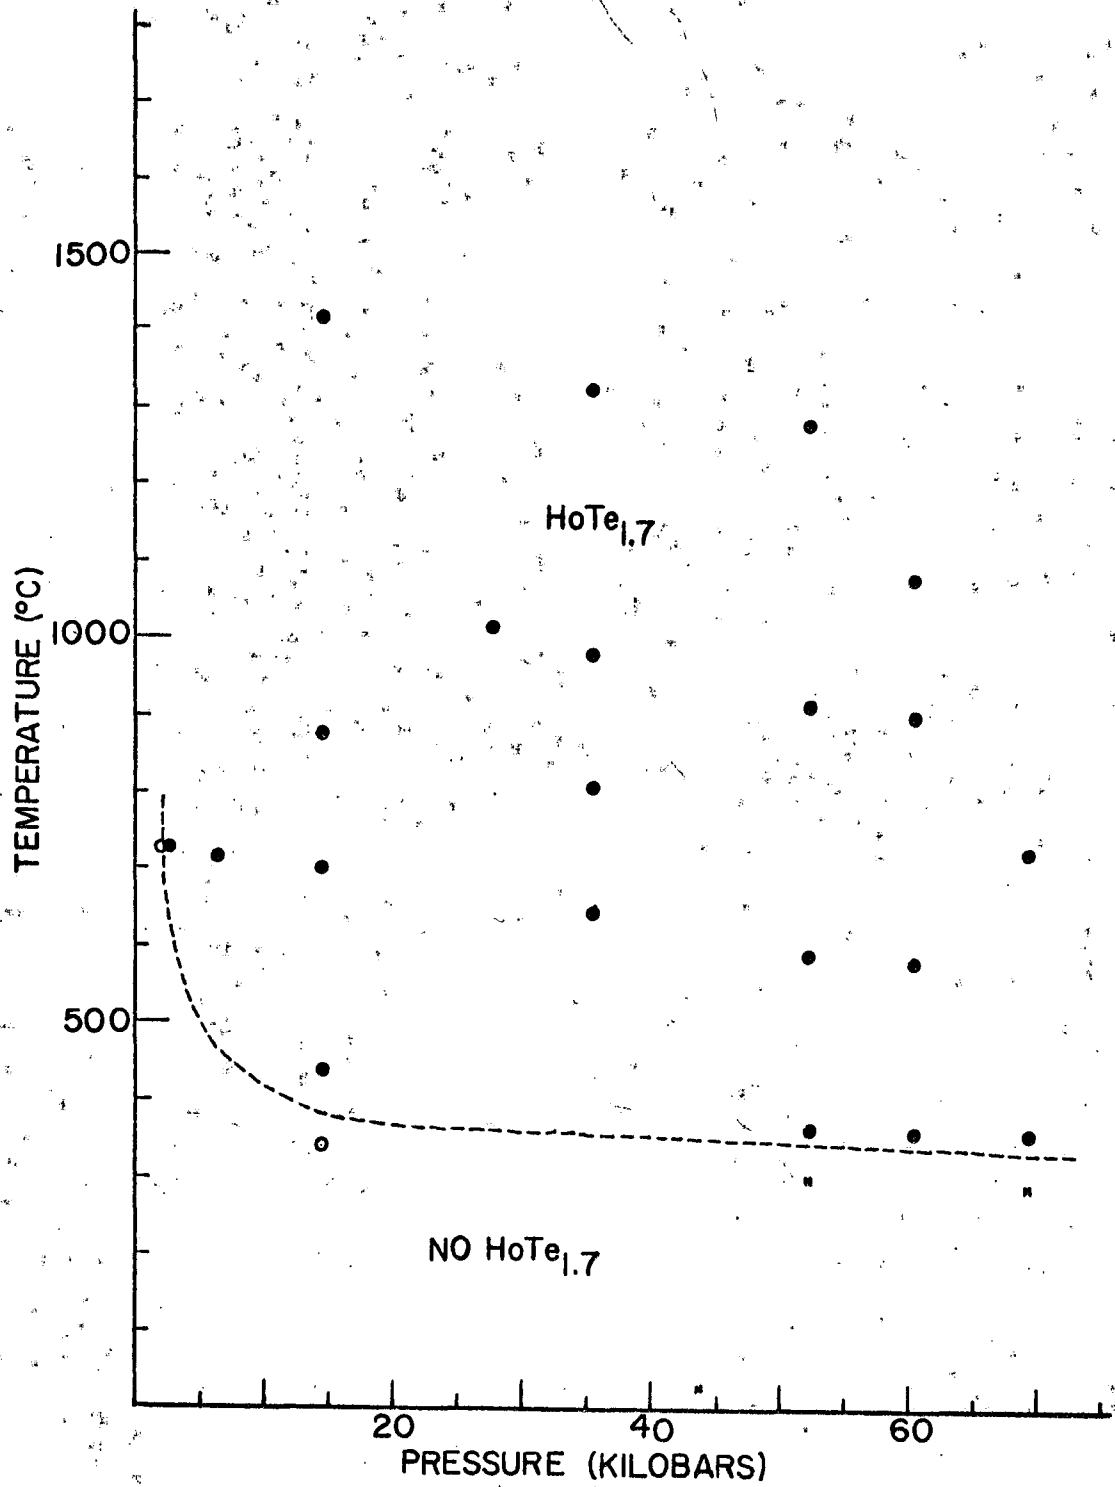 1500
HoTe1.7
1000
TEMPERATURE (°C)
500
NO HoTe1.7
20 40 60
PRESSURE (KILOBARS)